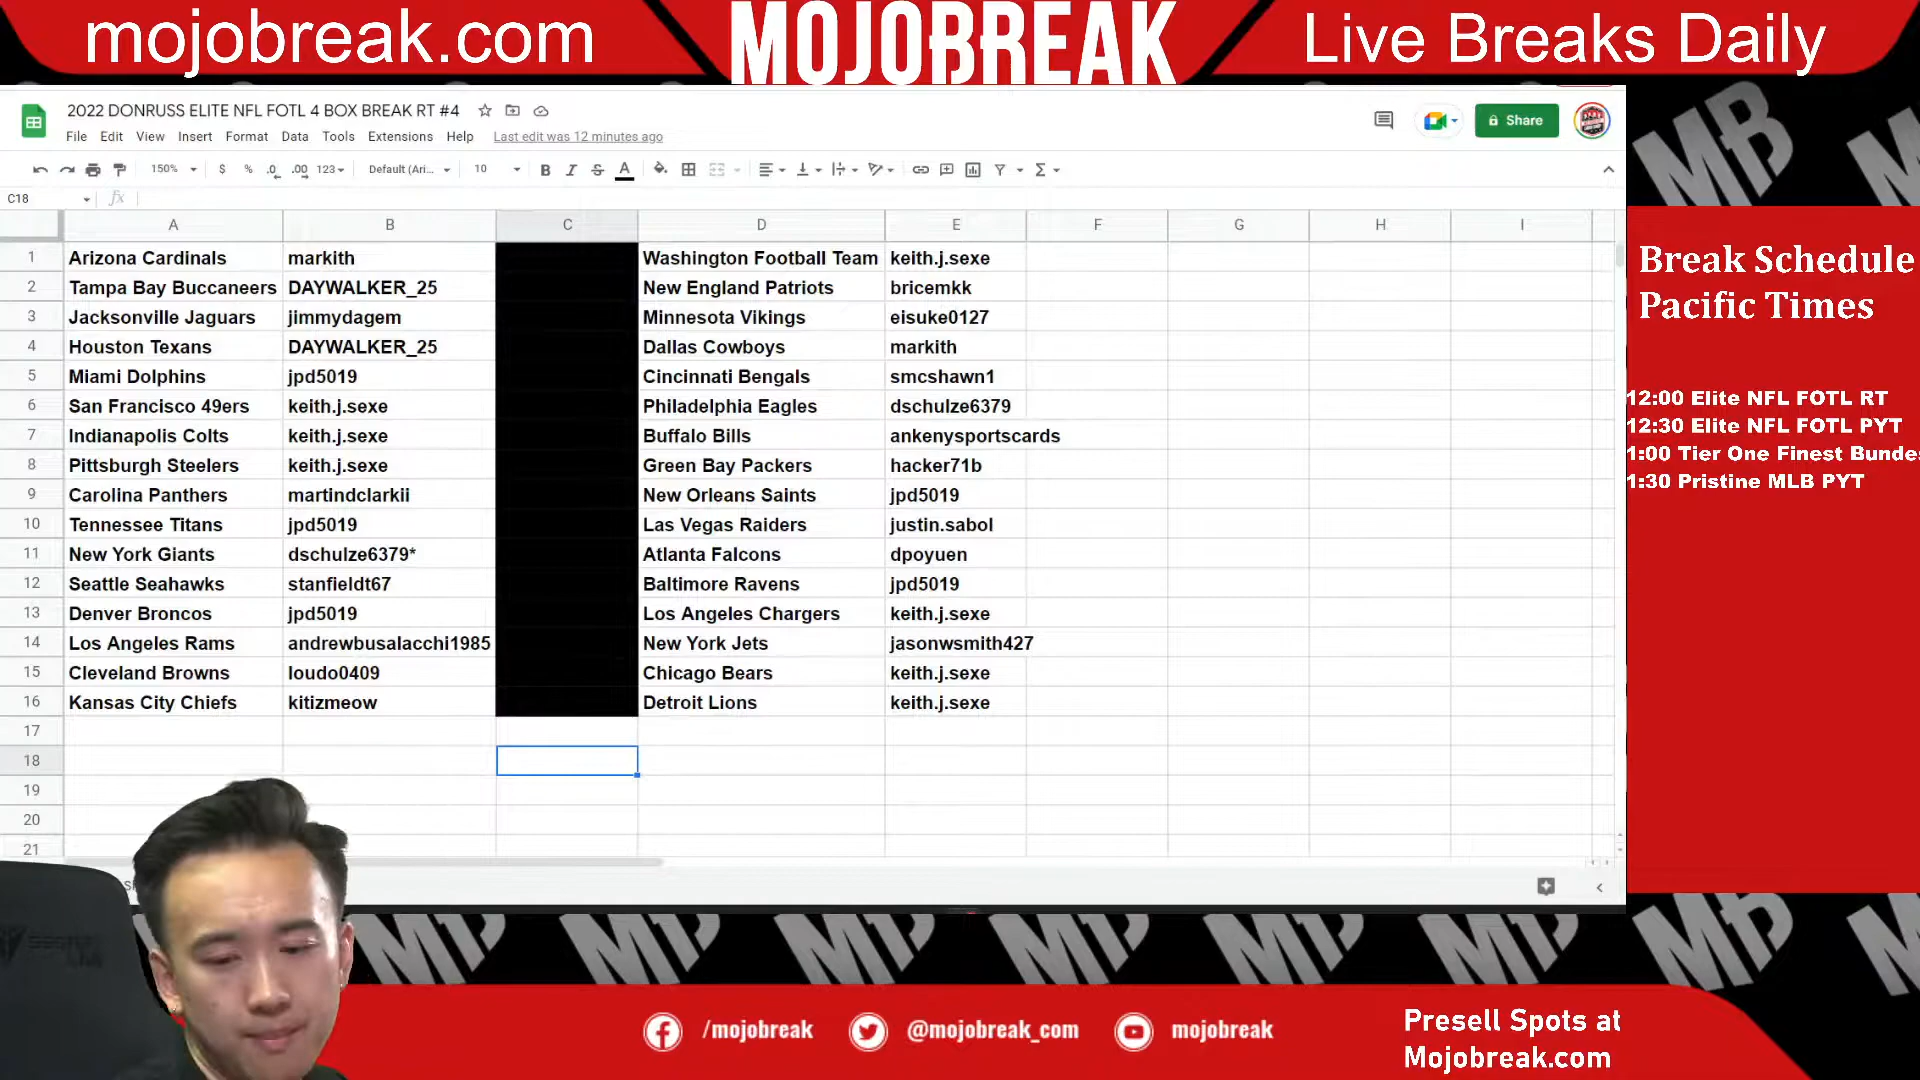 mojobreak.com
MOJOBREAK
Live Breaks Daily
2022 DONRUSS ELITE NFL FOTL 4 BOX BREAK RT #4
File Edit View Insert Format Data Tools Extensions Help Last edit was 12 minutes ago
Share
150% $ % .0 .00 123 Default (Ari... 10 B I S A
C18 fx
A B C D E F G H I
1 Arizona Cardinals markith Washington Football Team keith.j.sexe
2 Tampa Bay Buccaneers DAYWALKER_25 New England Patriots bricemkk
3 Jacksonville Jaguars jimmydagem Minnesota Vikings eisuke0127
4 Houston Texans DAYWALKER_25 Dallas Cowboys markith
5 Miami Dolphins jpd5019 Cincinnati Bengals smcshawn1
6 San Francisco 49ers keith.j.sexe Philadelphia Eagles dschulze6379
7 Indianapolis Colts keith.j.sexe Buffalo Bills ankenysportscards
8 Pittsburgh Steelers keith.j.sexe Green Bay Packers hacker71b
9 Carolina Panthers martindclarkii New Orleans Saints jpd5019
10 Tennessee Titans jpd5019 Las Vegas Raiders justin.sabol
11 New York Giants dschulze6379* Atlanta Falcons dpoyuen
12 Seattle Seahawks stanfieldt67 Baltimore Ravens jpd5019
13 Denver Broncos jpd5019 Los Angeles Chargers keith.j.sexe
14 Los Angeles Rams andrewbusalacchi1985 New York Jets jasonwsmith427
15 Cleveland Browns loudo0409 Chicago Bears keith.j.sexe
16 Kansas City Chiefs kitizmeow Detroit Lions keith.j.sexe
17
18
19
20
21
Break Schedule
Pacific Times
12:00 Elite NFL FOTL RT
12:30 Elite NFL FOTL PYT
1:00 Tier One Finest Bundes
1:30 Pristine MLB PYT
/mojobreak
@mojobreak_com
mojobreak
Presell Spots at
Mojobreak.com